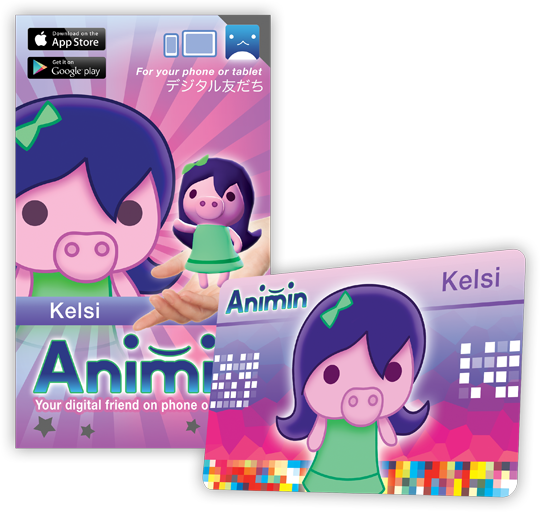 Download on the
App Store
Get it on
Google play
For your phone or tablet
デジタル友だち
Kelsi
Animin
Your digital friend on phone o
Animin
Kelsi